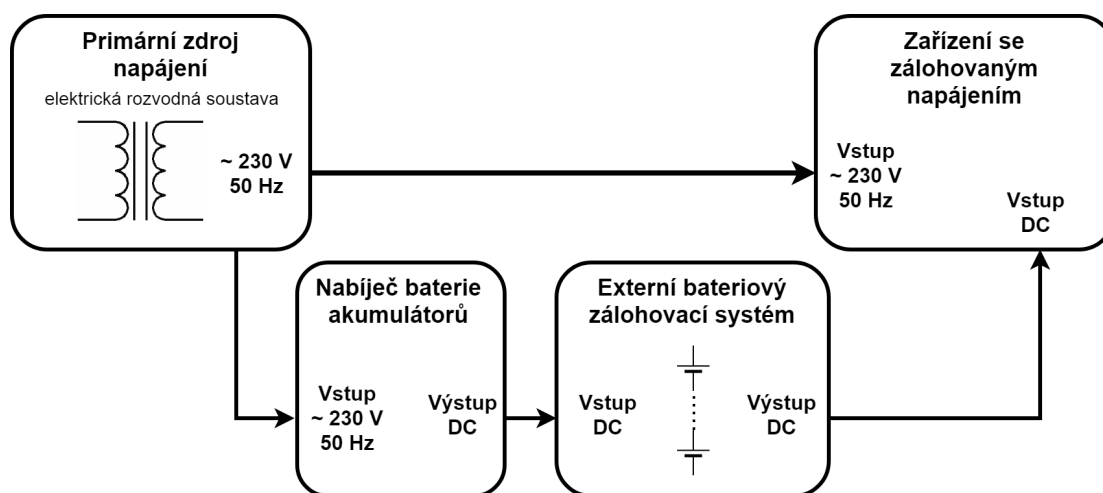 Primární zdroj
napájení
elektrická rozvodná soustava
~ 230 V
50 Hz
Zařízení se
zálohovaným
napájením
Vstup
~ 230 V
50 Hz
Vstup
DC
Nabíječ baterie
akumulátorů
Vstup
~ 230 V
50 Hz
Výstup
DC
Externí bateriový
zálohovací systém
Vstup
DC
Výstup
DC